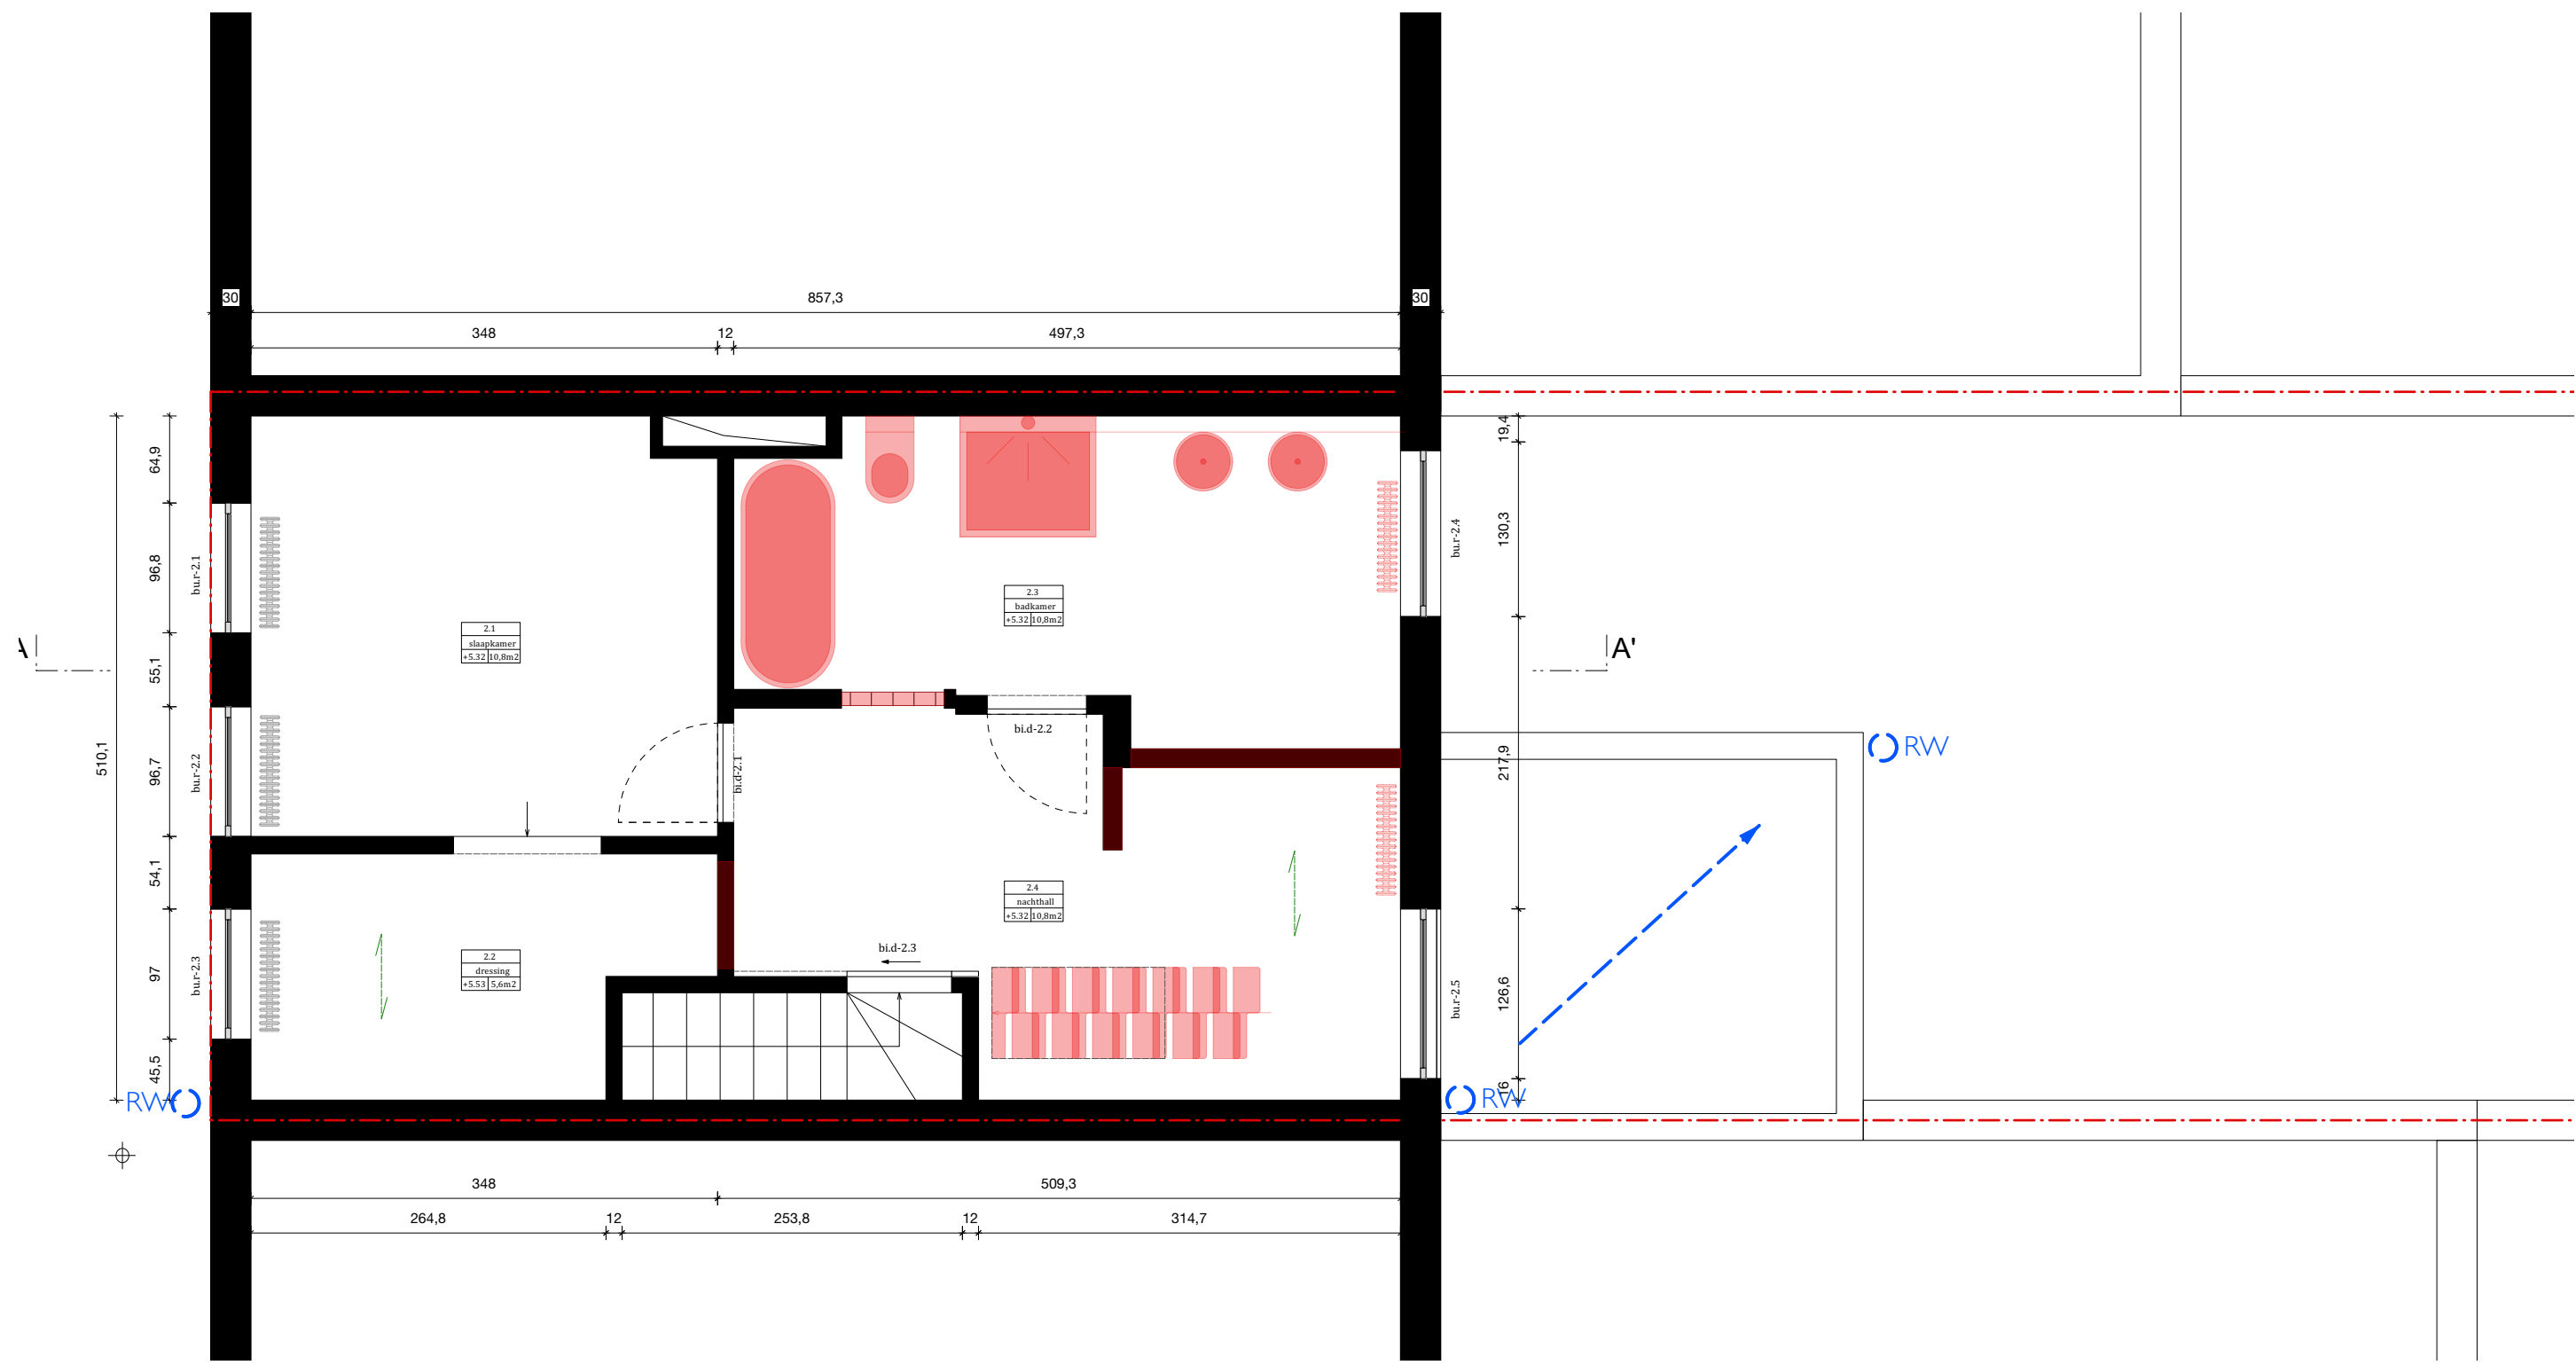 30
857,3
30
348
12
497,3
64,9
96,8
55,1
96,7
54,1
97
45,5
510,1
bu.r-2.1
bu.r-2.2
bu.r-2.3
A
A'
2.1
slaapkamer
+5.32 10,8m2
2.3
badkamer
+5.32 10,8m2
bi.d-2.1
bi.d-2.2
2.2
dressing
+5.53 5,6m2
2.4
nachthall
+5.32 10,8m2
bi.d-2.3
bu.r-2.4
bu.r-2.5
19,4
130,3
217,9
126,6
16
RW
RW
RW
348
509,3
264,8
12
253,8
12
314,7